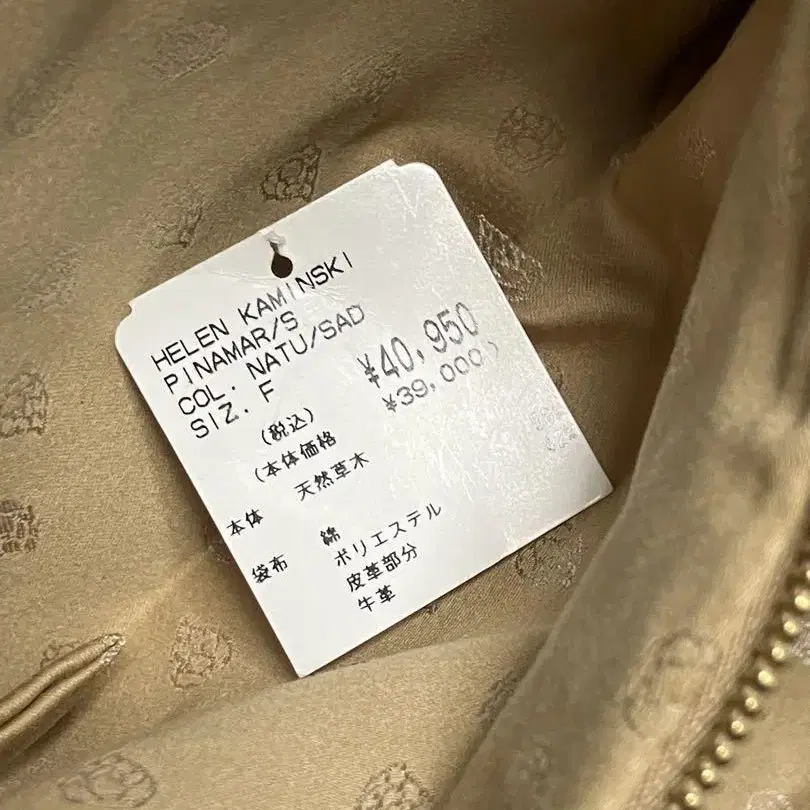 HELEN KAMINSKI
PINAMAR/S
COL. NATU/SAD
SIZ. F
(税込) ¥40,950
(本体価格 ¥39,000)
本体 天然草木
袋布 綿
ポリエステル
皮革部分
牛革